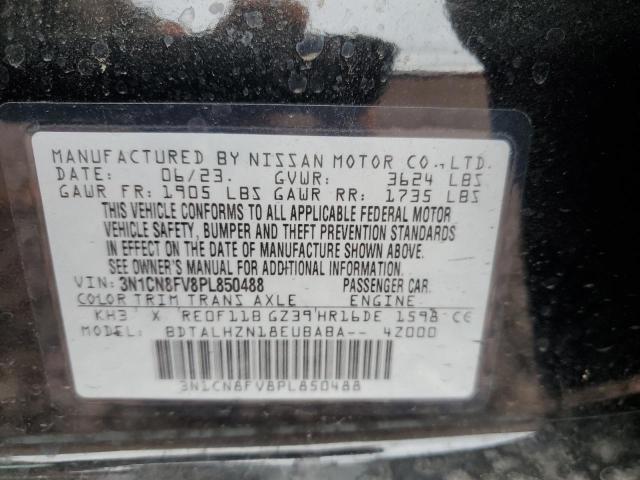 MANUFACTURED BY NISSAN MOTOR CO., LTD.
DATE: 06/23. GVWR: 3624 LBS
GAWR FR: 1905 LBS GAWR RR: 1735 LBS
THIS VEHICLE CONFORMS TO ALL APPLICABLE FEDERAL MOTOR
VEHICLE SAFETY, BUMPER AND THEFT PREVENTION STANDARDS
IN EFFECT ON THE DATE OF MANUFACTURE SHOWN ABOVE.
SEE OWNER'S MANUAL FOR ADDITIONAL INFORMATION.
VIN: 3N1CN8FV8PL850488 PASSENGER CAR.
COLOR TRIM TRANS AXLE ENGINE
KH3 X RE0F11B GZ39 HR16DE 1598 CC
MODEL BDTALHZN18EUBABA-- 4Z000
3N1CN8FV8PL850488